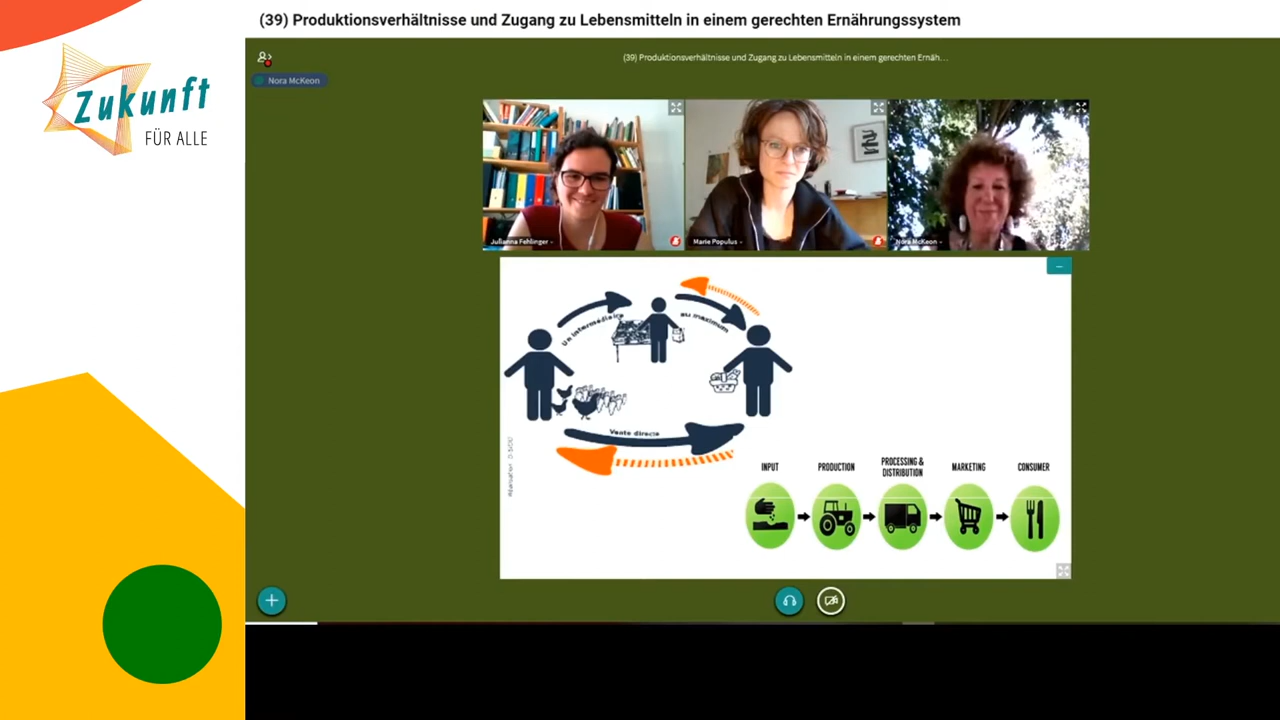 (39) Produktionsverhältnisse und Zugang zu Lebensmitteln in einem gerechten Ernährungssystem
Zukunft
FÜR ALLE
(39) Produktionsverhältnisse und Zugang zu Lebensmitteln in einem gerechten Ernäh…
Nora McKeon
Julianna Fehlinger
Marie Populus
Nora McKeon
Un intermédiaire
au maximum
Vente directe
INPUT
PRODUCTION
PROCESSING &
DISTRIBUTION
MARKETING
CONSUMER